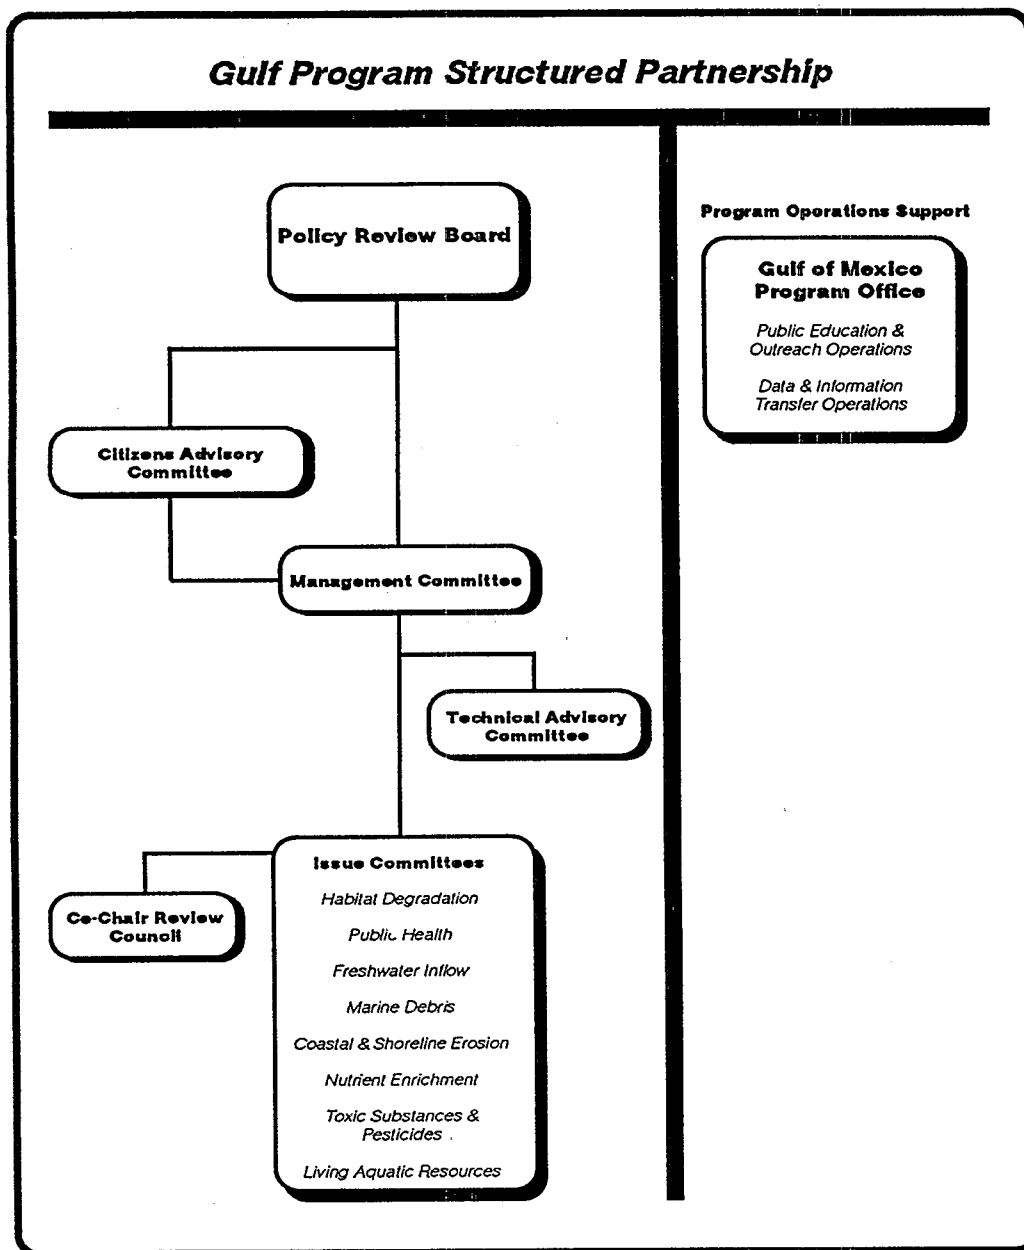 Gulf Program Structured Partnership
Policy Review Board
Citizens Advisory
Committee
Management Committee
Technical Advisory
Committee
Co-Chair Review
Council
Issue Committees
Habitat Degradation
Public Health
Freshwater Inflow
Marine Debris
Coastal & Shoreline Erosion
Nutrient Enrichment
Toxic Substances &
Pesticides
Living Aquatic Resources
Program Operations Support
Gulf of Mexico
Program Office
Public Education &
Outreach Operations
Data & Information
Transfer Operations